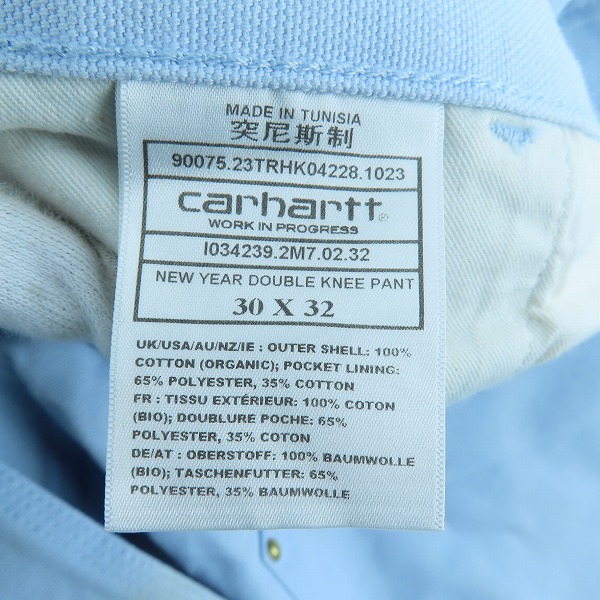 MADE IN TUNISIA
突尼斯制
90075.23TRHK04228.1023
carhartt®
WORK IN PROGRESS
I034239.2M7.02.32
NEW YEAR DOUBLE KNEE PANT
30 X 32
UK/USA/AU/NZ/IE : OUTER SHELL: 100%
COTTON (ORGANIC); POCKET LINING:
65% POLYESTER, 35% COTTON
FR : TISSU EXTÉRIEUR: 100% COTON
(BIO); DOUBLURE POCHE: 65%
POLYESTER, 35% COTON
DE/AT : OBERSTOFF: 100% BAUMWOLLE
(BIO); TASCHENFUTTER: 65%
POLYESTER, 35% BAUMWOLLE